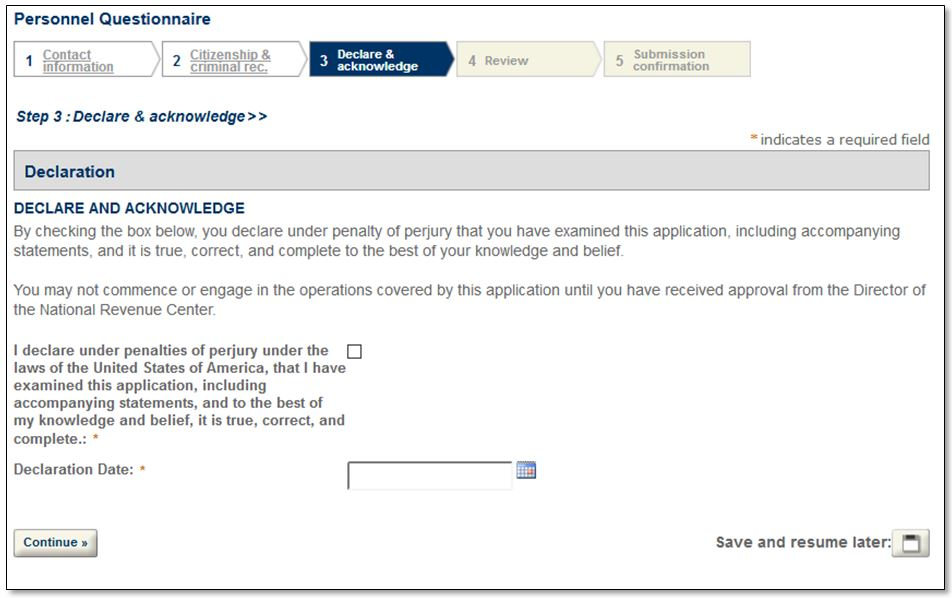 Personnel Questionnaire
1 Contact information
2 Citizenship & criminal rec.
3 Declare & acknowledge
4 Review
5 Submission confirmation
Step 3 : Declare & acknowledge>>
* indicates a required field
Declaration
DECLARE AND ACKNOWLEDGE
By checking the box below, you declare under penalty of perjury that you have examined this application, including accompanying
statements, and it is true, correct, and complete to the best of your knowledge and belief.
You may not commence or engage in the operations covered by this application until you have received approval from the Director of
the National Revenue Center.
I declare under penalties of perjury under the
laws of the United States of America, that I have
examined this application, including
accompanying statements, and to the best of
my knowledge and belief, it is true, correct, and
complete.: *
Declaration Date: *
Continue »
Save and resume later: